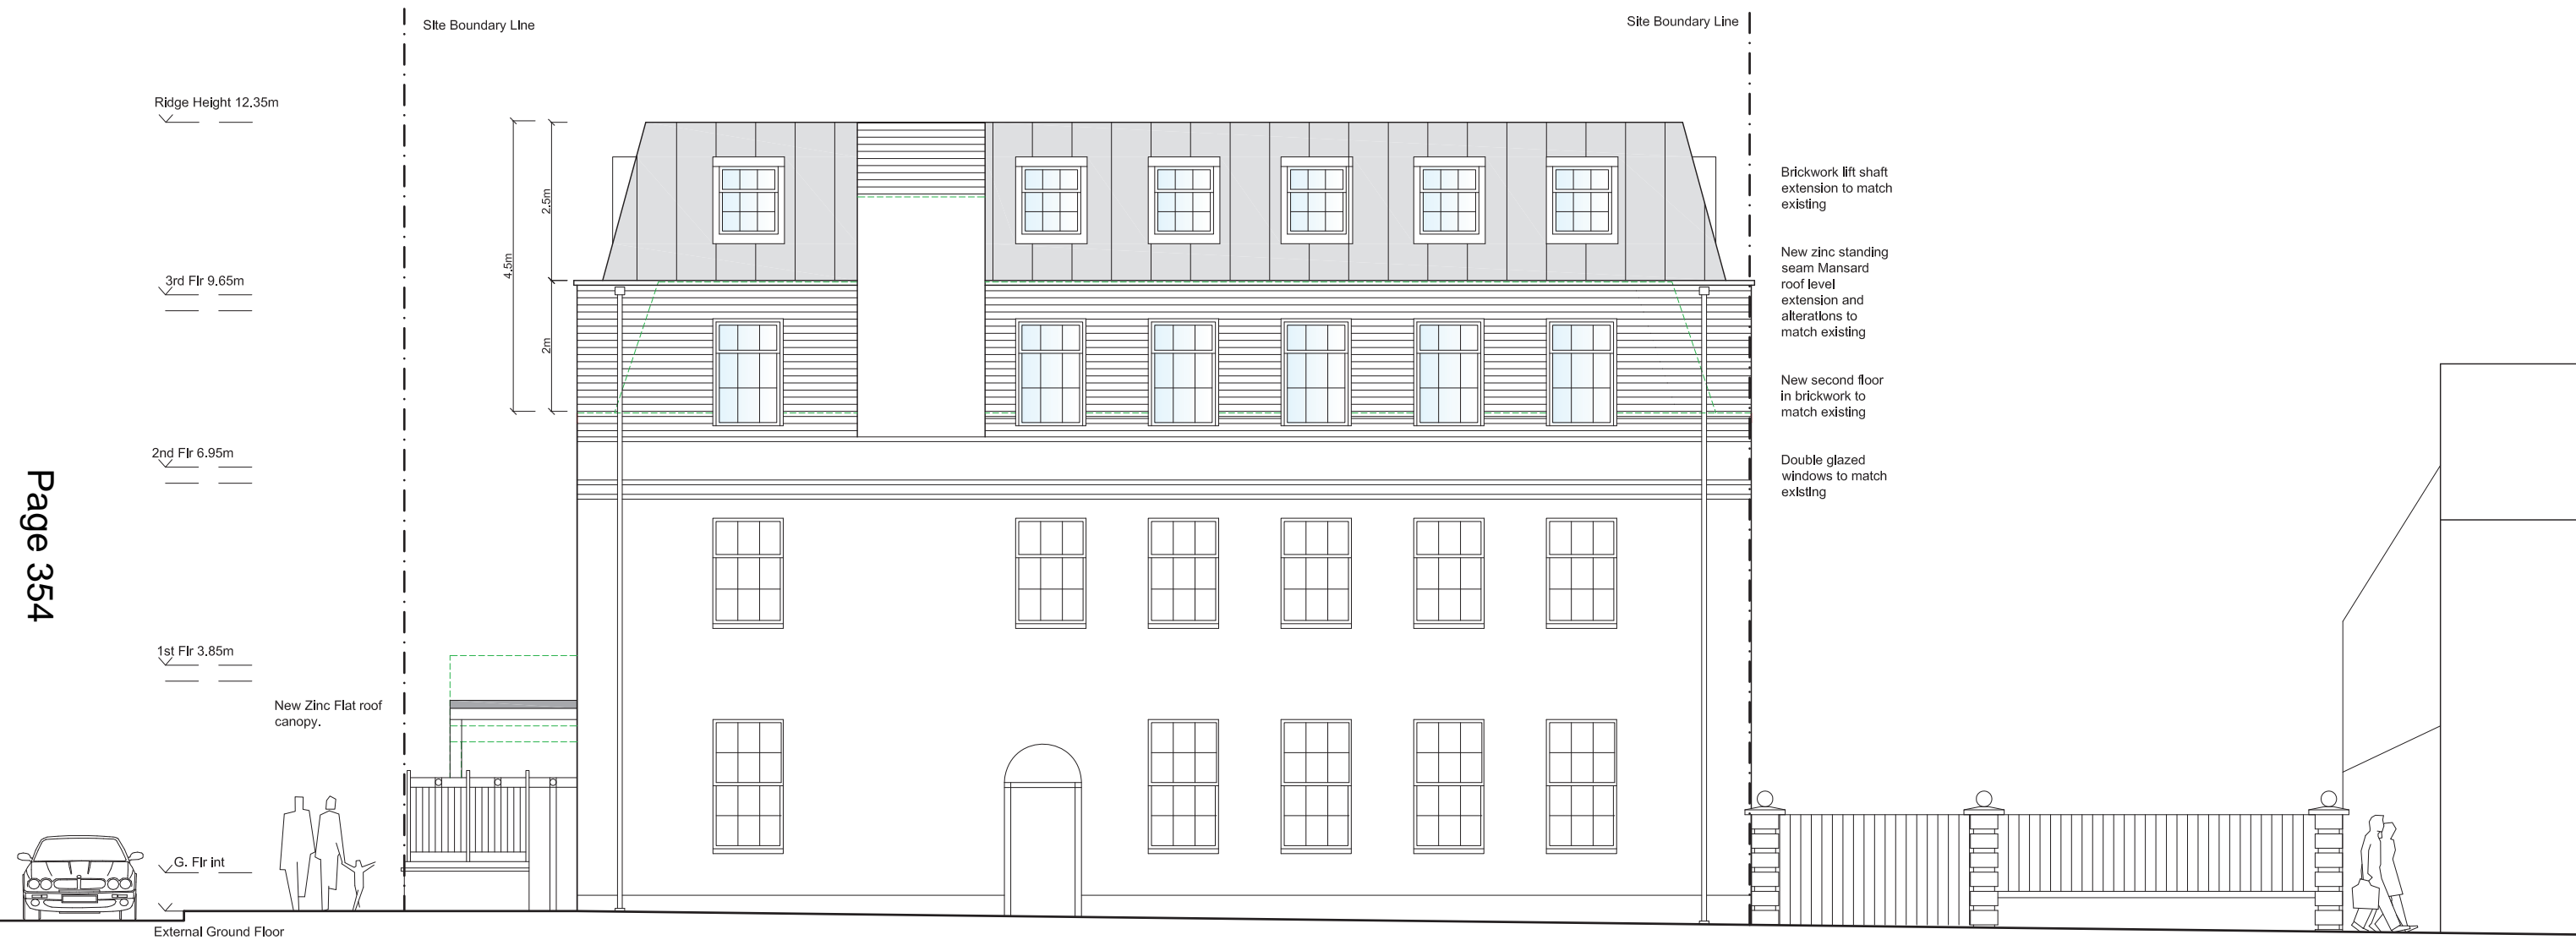 Site Boundary Line
Site Boundary Line
Ridge Height 12.35m
3rd Flr 9.65m
2nd Flr 6.95m
1st Flr 3.85m
G. Flr int
External Ground Floor
New Zinc Flat roof
canopy.
4.5m
2.5m
2m
Brickwork lift shaft
extension to match
existing
New zinc standing
seam Mansard
roof level
extension and
alterations to
match existing
New second floor
in brickwork to
match existing
Double glazed
windows to match
existing
Page 354